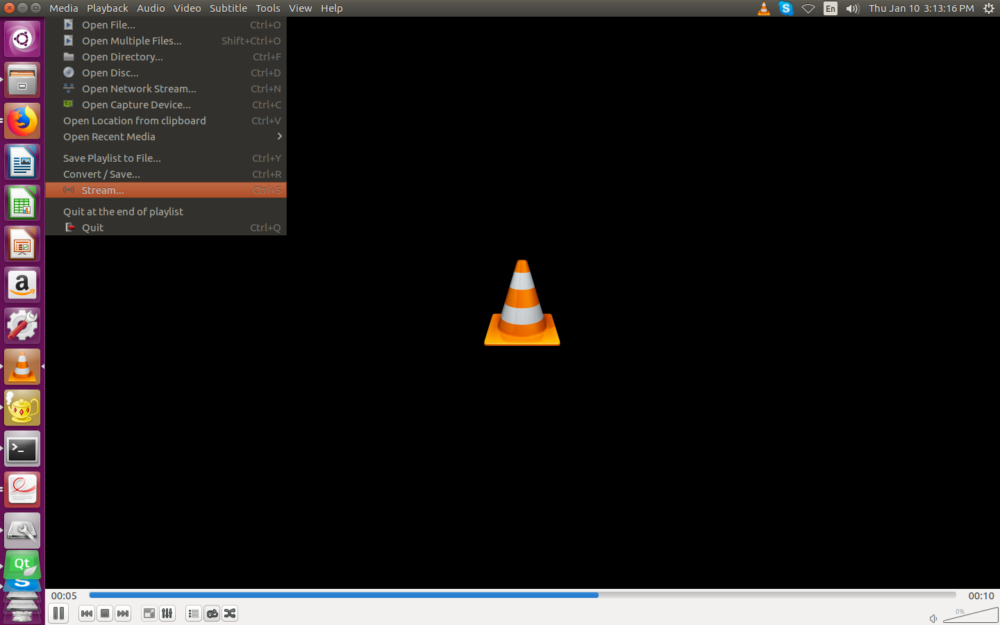 Media Playback Audio Video Subtitle Tools View Help
En Thu Jan 10 3:13:16 PM
Open File... Ctrl+O
Open Multiple Files... Shift+Ctrl+O
Open Directory... Ctrl+F
Open Disc... Ctrl+D
Open Network Stream... Ctrl+N
Open Capture Device... Ctrl+C
Open Location from clipboard Ctrl+V
Open Recent Media
Save Playlist to File... Ctrl+Y
Convert / Save... Ctrl+R
Stream... Ctrl+S
Quit at the end of playlist
Quit Ctrl+Q
Qt
00:05 00:10
0%